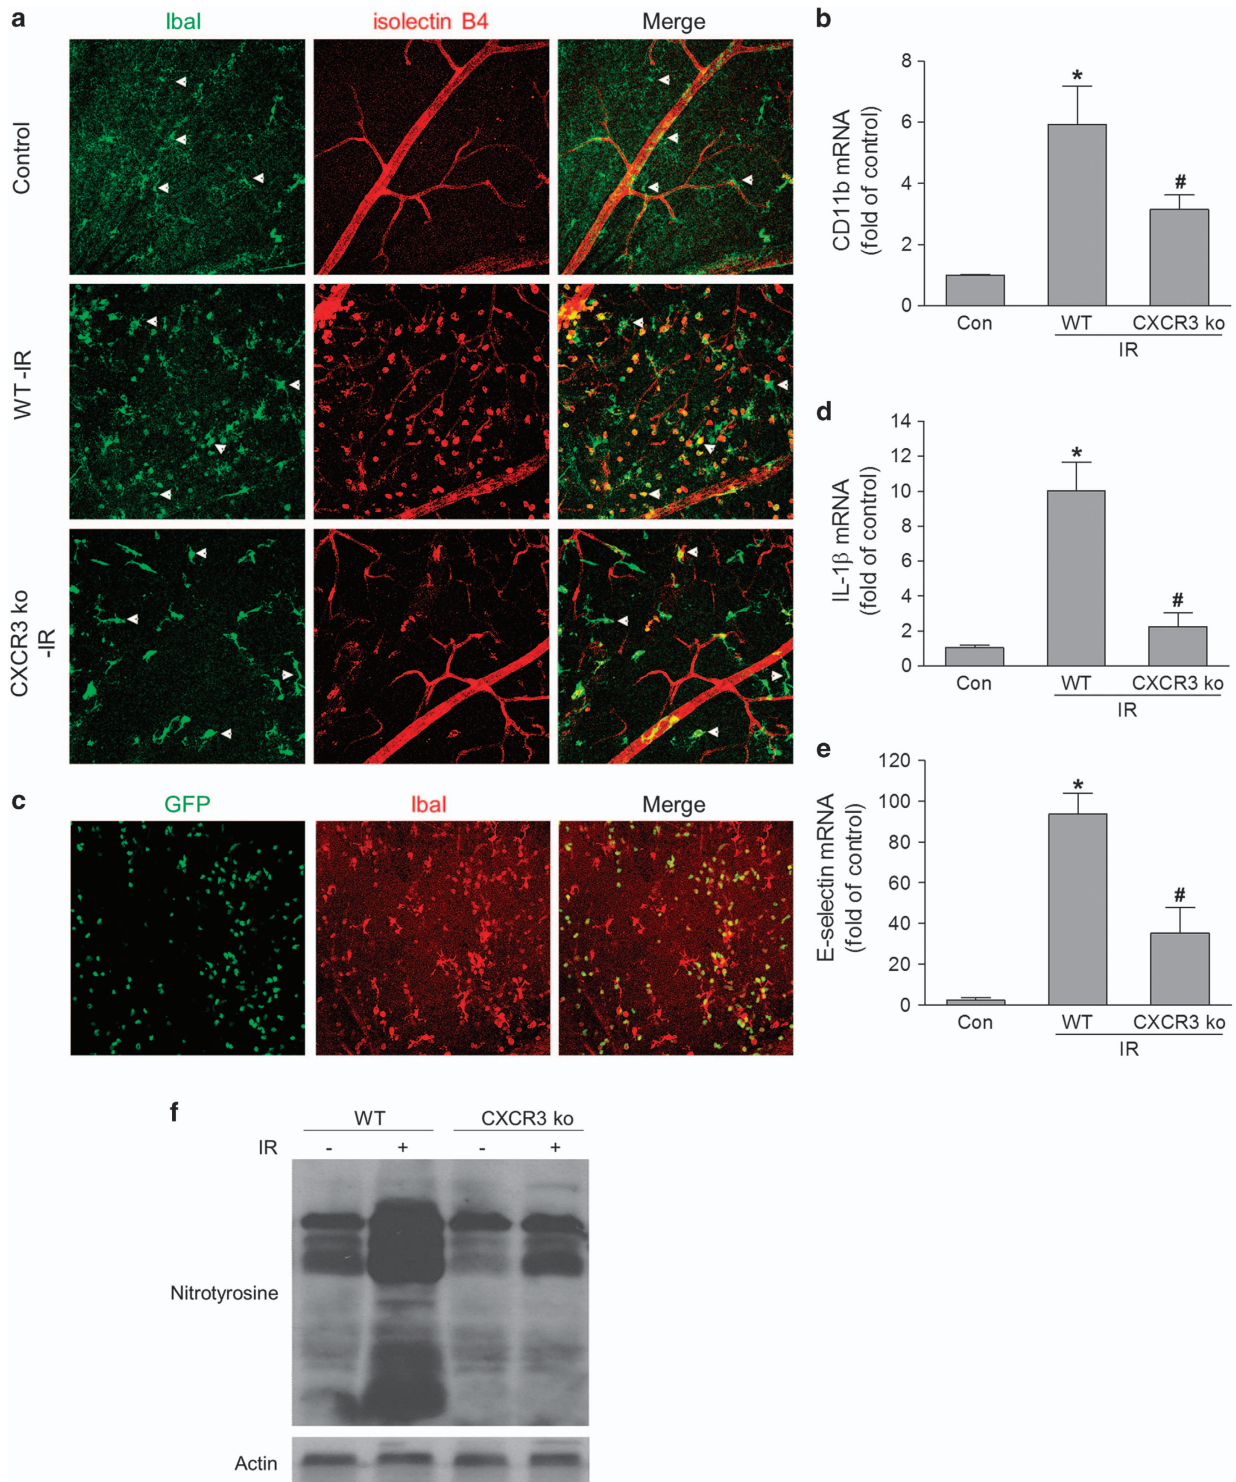 a
IbaI
isolectin B4
Merge
Control
WT-IR
CXCR3 ko
-IR
b
CD11b mRNA
(fold of control)
8
6
4
2
0
Con
WT
CXCR3 ko
IR
*
#
c
GFP
IbaI
Merge
d
IL-1β mRNA
(fold of control)
14
12
10
8
6
4
2
0
Con
WT
CXCR3 ko
IR
*
#
e
E-selectin mRNA
(fold of control)
120
100
80
60
40
20
0
Con
WT
CXCR3 ko
IR
*
#
f
WT
CXCR3 ko
IR
-
+
-
+
Nitrotyrosine
Actin